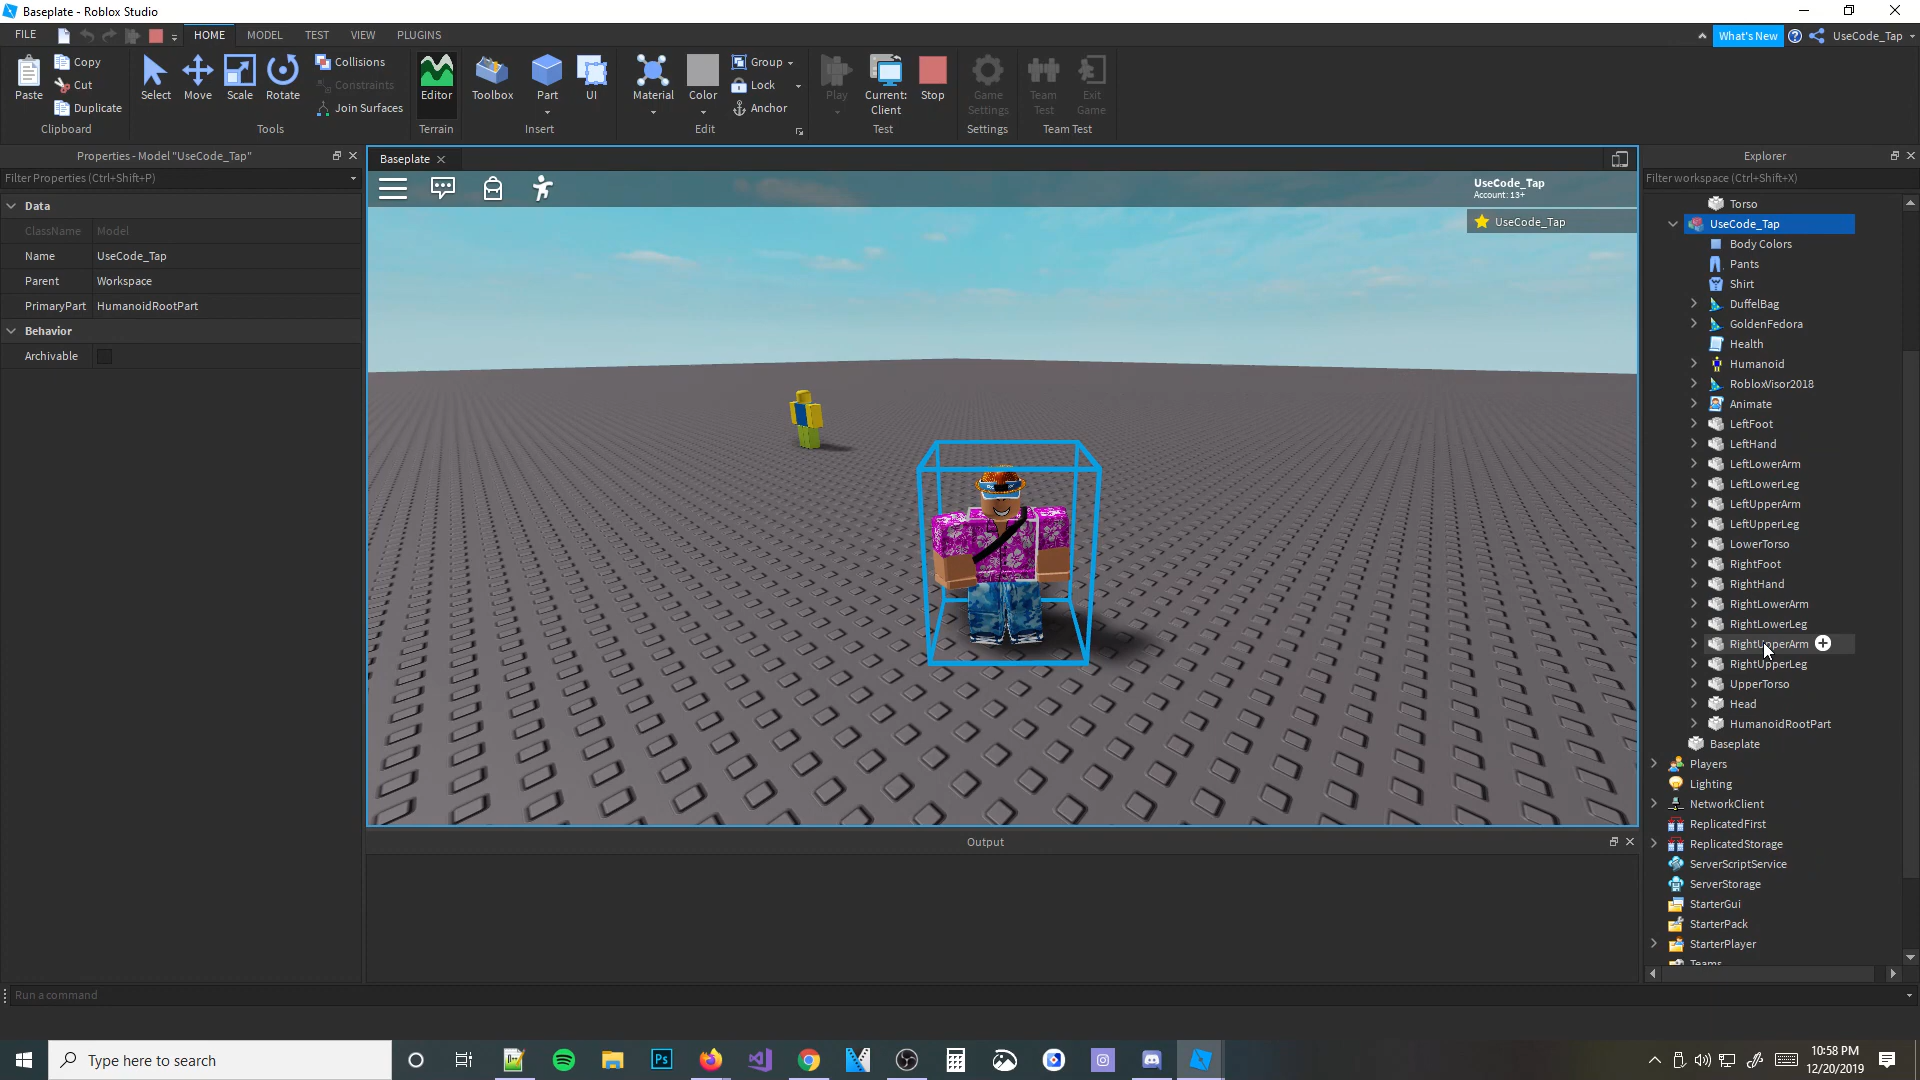 Baseplate - Roblox Studio
FILE
HOME
MODEL
TEST
VIEW
PLUGINS
What's New
UseCode_Tap
Paste
Copy
Cut
Duplicate
Clipboard
Select
Move
Scale
Rotate
Collisions
Constraints
Join Surfaces
Tools
Editor
Terrain
Toolbox
Part
UI
Insert
Material
Color
Group
Lock
Anchor
Edit
Play
Current:
Client
Stop
Test
Game
Settings
Settings
Team
Test
Exit
Game
Team Test
Properties - Model "UseCode_Tap"
Filter Properties (Ctrl+Shift+P)
Data
ClassName Model
Name UseCode_Tap
Parent Workspace
PrimaryPart HumanoidRootPart
Behavior
Archivable
Baseplate
UseCode_Tap
Account: 13+
UseCode_Tap
Output
Explorer
Filter workspace (Ctrl+Shift+X)
Torso
UseCode_Tap
Body Colors
Pants
Shirt
DuffelBag
GoldenFedora
Health
Humanoid
RobloxVisor2018
Animate
LeftFoot
LeftHand
LeftLowerArm
LeftLowerLeg
LeftUpperArm
LeftUpperLeg
LowerTorso
RightFoot
RightHand
RightLowerArm
RightLowerLeg
RightUpperArm
RightUpperLeg
UpperTorso
Head
HumanoidRootPart
Baseplate
Players
Lighting
NetworkClient
ReplicatedFirst
ReplicatedStorage
ServerScriptService
ServerStorage
StarterGui
StarterPack
StarterPlayer
Teams
Run a command
Type here to search
Ps
10:58 PM
12/20/2019